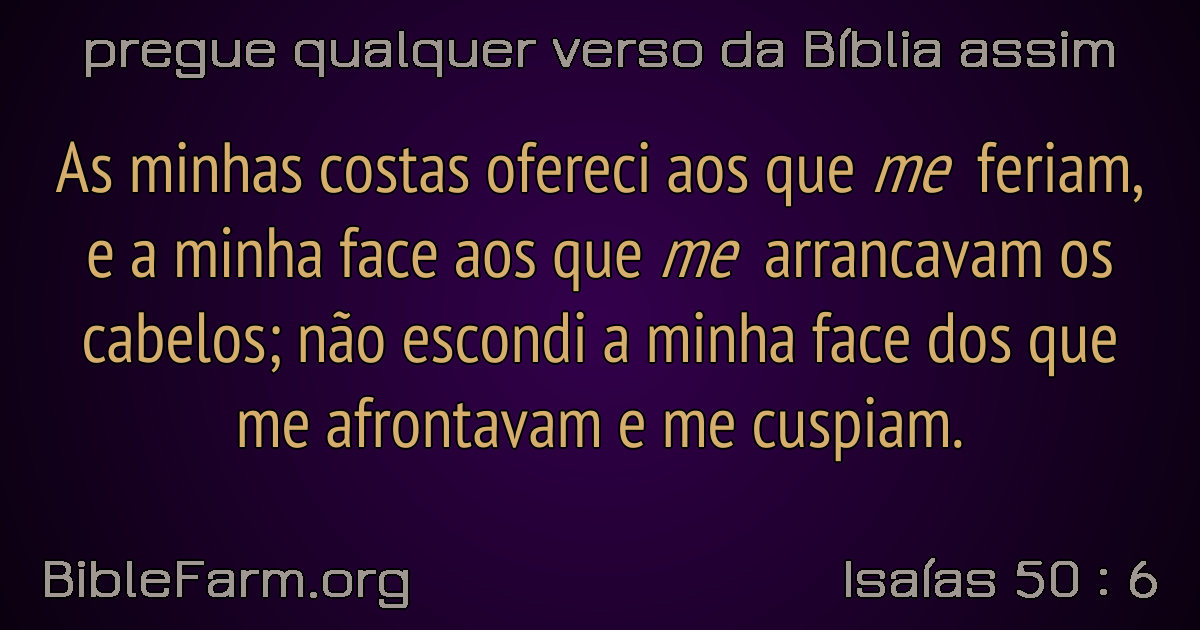 pregue qualquer verso da Bíblia assim
As minhas costas ofereci aos que me feriam,
e a minha face aos que me arrancavam os
cabelos; não escondi a minha face dos que
me afrontavam e me cuspiam.
BibleFarm.org
Isaías 50 : 6